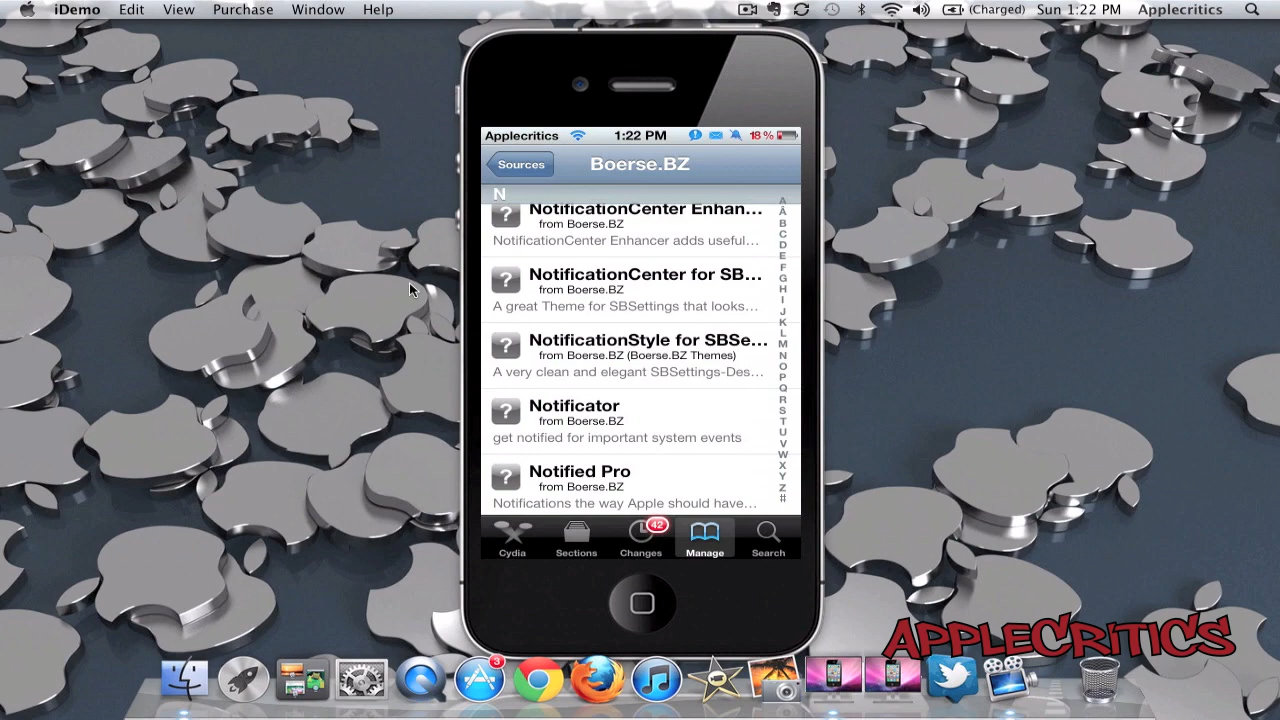 iDemo Edit View Purchase Window Help (Charged) Sun 1:22 PM Applecritics
Applecritics 1:22 PM 18 %
Sources Boerse.BZ
N
NotificationCenter Enhan...
from Boerse.BZ
NotificationCenter Enhancer adds useful...
NotificationCenter for SB...
from Boerse.BZ
A great Theme for SBSettings that looks...
NotificationStyle for SBSe...
from Boerse.BZ (Boerse.BZ Themes)
A very clean and elegant SBSettings-Des...
Notificator
from Boerse.BZ
get notified for important system events
Notified Pro
from Boerse.BZ
Notifications the way Apple should have...
A
Ä
B
C
D
E
F
G
H
I
J
K
L
M
N
O
P
Q
R
S
T
U
V
W
X
Y
Z
#
42
Cydia Sections Changes Manage Search
APPLECRITICS
3